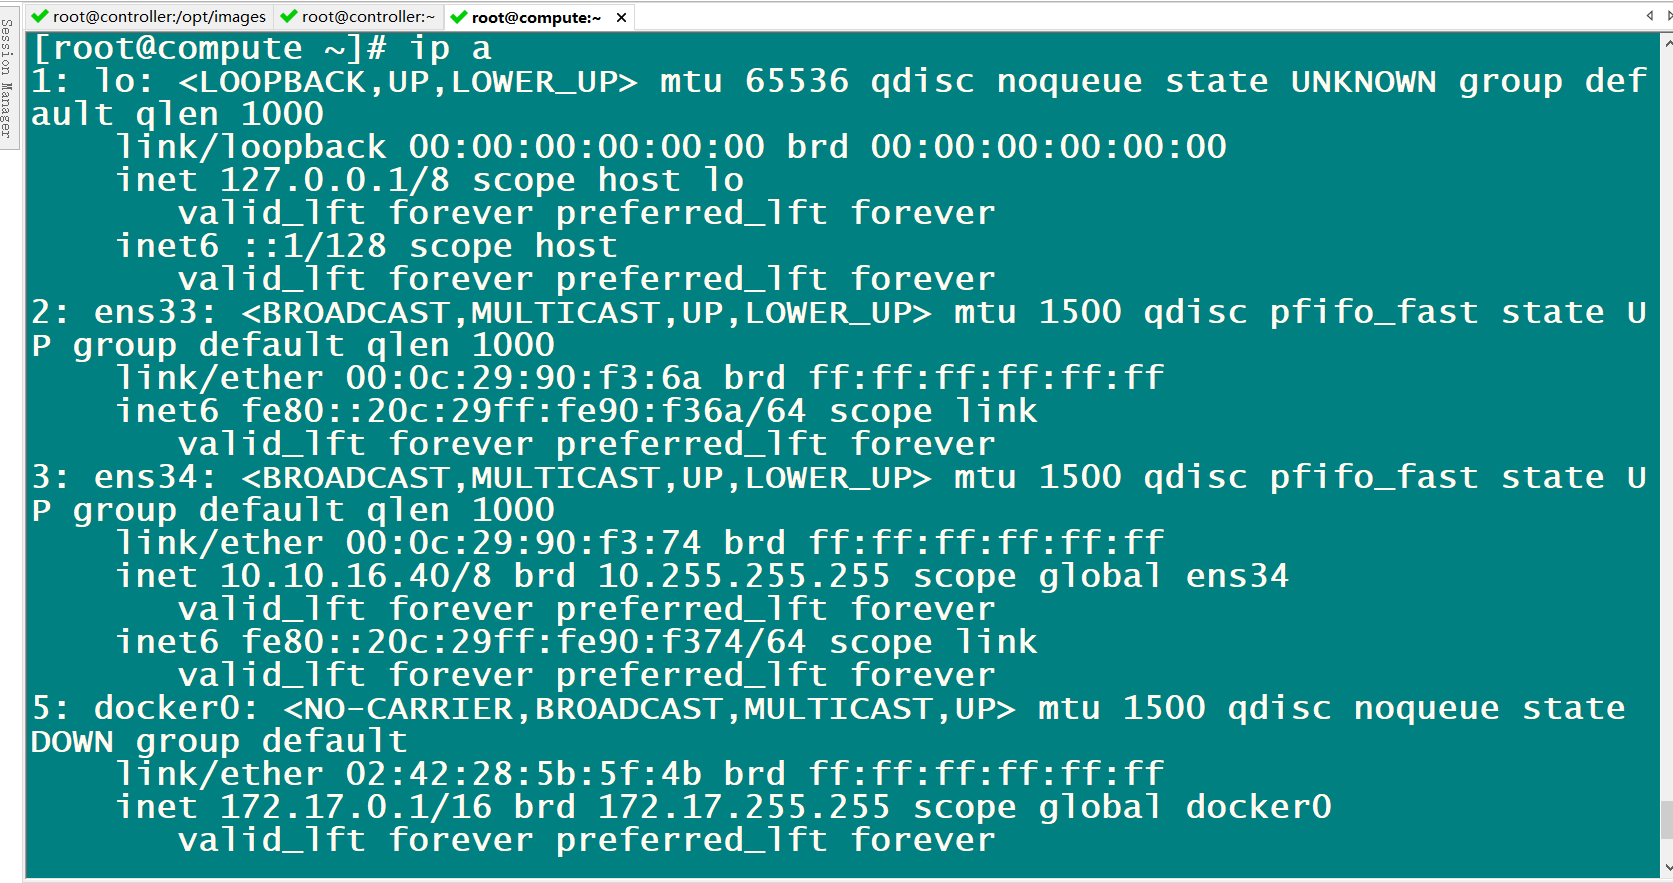 root@controller:/opt/images root@controller:~ root@compute:~ ×
Session Manager
[root@compute ~]# ip a
1: lo: <LOOPBACK,UP,LOWER_UP> mtu 65536 qdisc noqueue state UNKNOWN group def
ault qlen 1000
link/loopback 00:00:00:00:00:00 brd 00:00:00:00:00:00
inet 127.0.0.1/8 scope host lo
valid_lft forever preferred_lft forever
inet6 ::1/128 scope host
valid_lft forever preferred_lft forever
2: ens33: <BROADCAST,MULTICAST,UP,LOWER_UP> mtu 1500 qdisc pfifo_fast state U
P group default qlen 1000
link/ether 00:0c:29:90:f3:6a brd ff:ff:ff:ff:ff:ff
inet6 fe80::20c:29ff:fe90:f36a/64 scope link
valid_lft forever preferred_lft forever
3: ens34: <BROADCAST,MULTICAST,UP,LOWER_UP> mtu 1500 qdisc pfifo_fast state U
P group default qlen 1000
link/ether 00:0c:29:90:f3:74 brd ff:ff:ff:ff:ff:ff
inet 10.10.16.40/8 brd 10.255.255.255 scope global ens34
valid_lft forever preferred_lft forever
inet6 fe80::20c:29ff:fe90:f374/64 scope link
valid_lft forever preferred_lft forever
5: docker0: <NO-CARRIER,BROADCAST,MULTICAST,UP> mtu 1500 qdisc noqueue state
DOWN group default
link/ether 02:42:28:5b:5f:4b brd ff:ff:ff:ff:ff:ff
inet 172.17.0.1/16 brd 172.17.255.255 scope global docker0
valid_lft forever preferred_lft forever